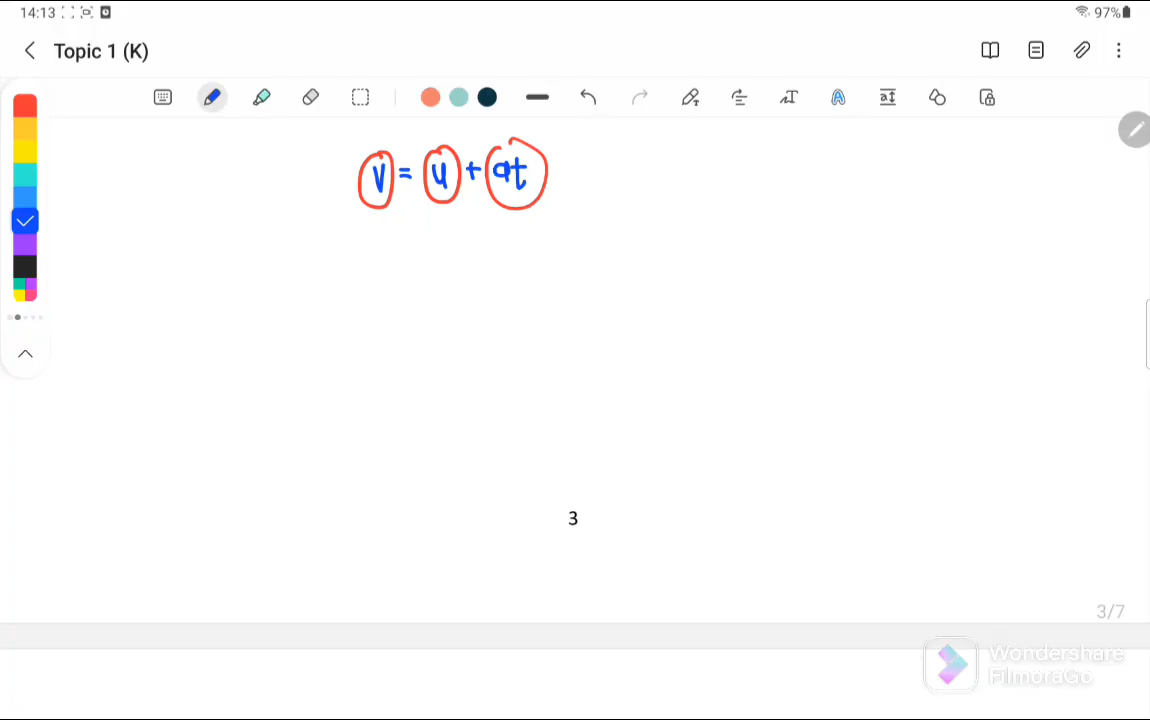 14:13 97%
Topic 1 (K)
v = u + at
3
3/7
Wondershare
FilmoraGo